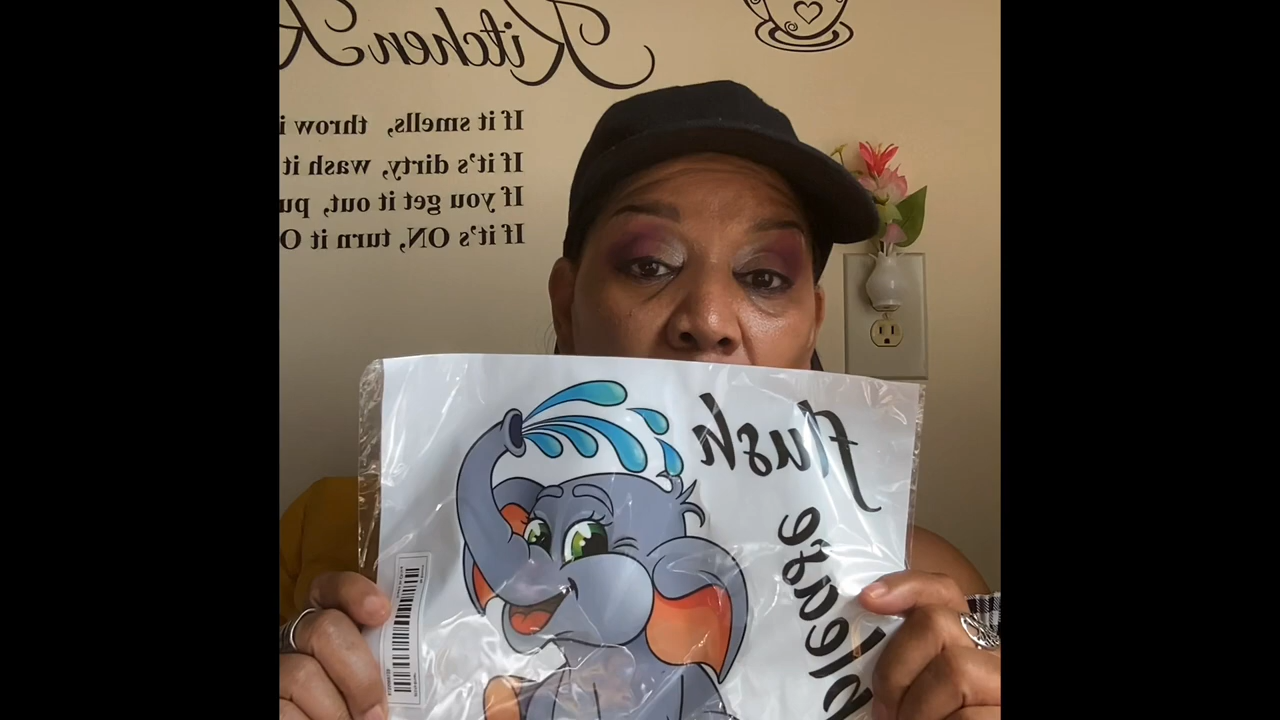 Kitchen R
If it smells, throw i
If it's dirty, wash it
If you get it out, pu
If it's ON, turn it O
flush
please